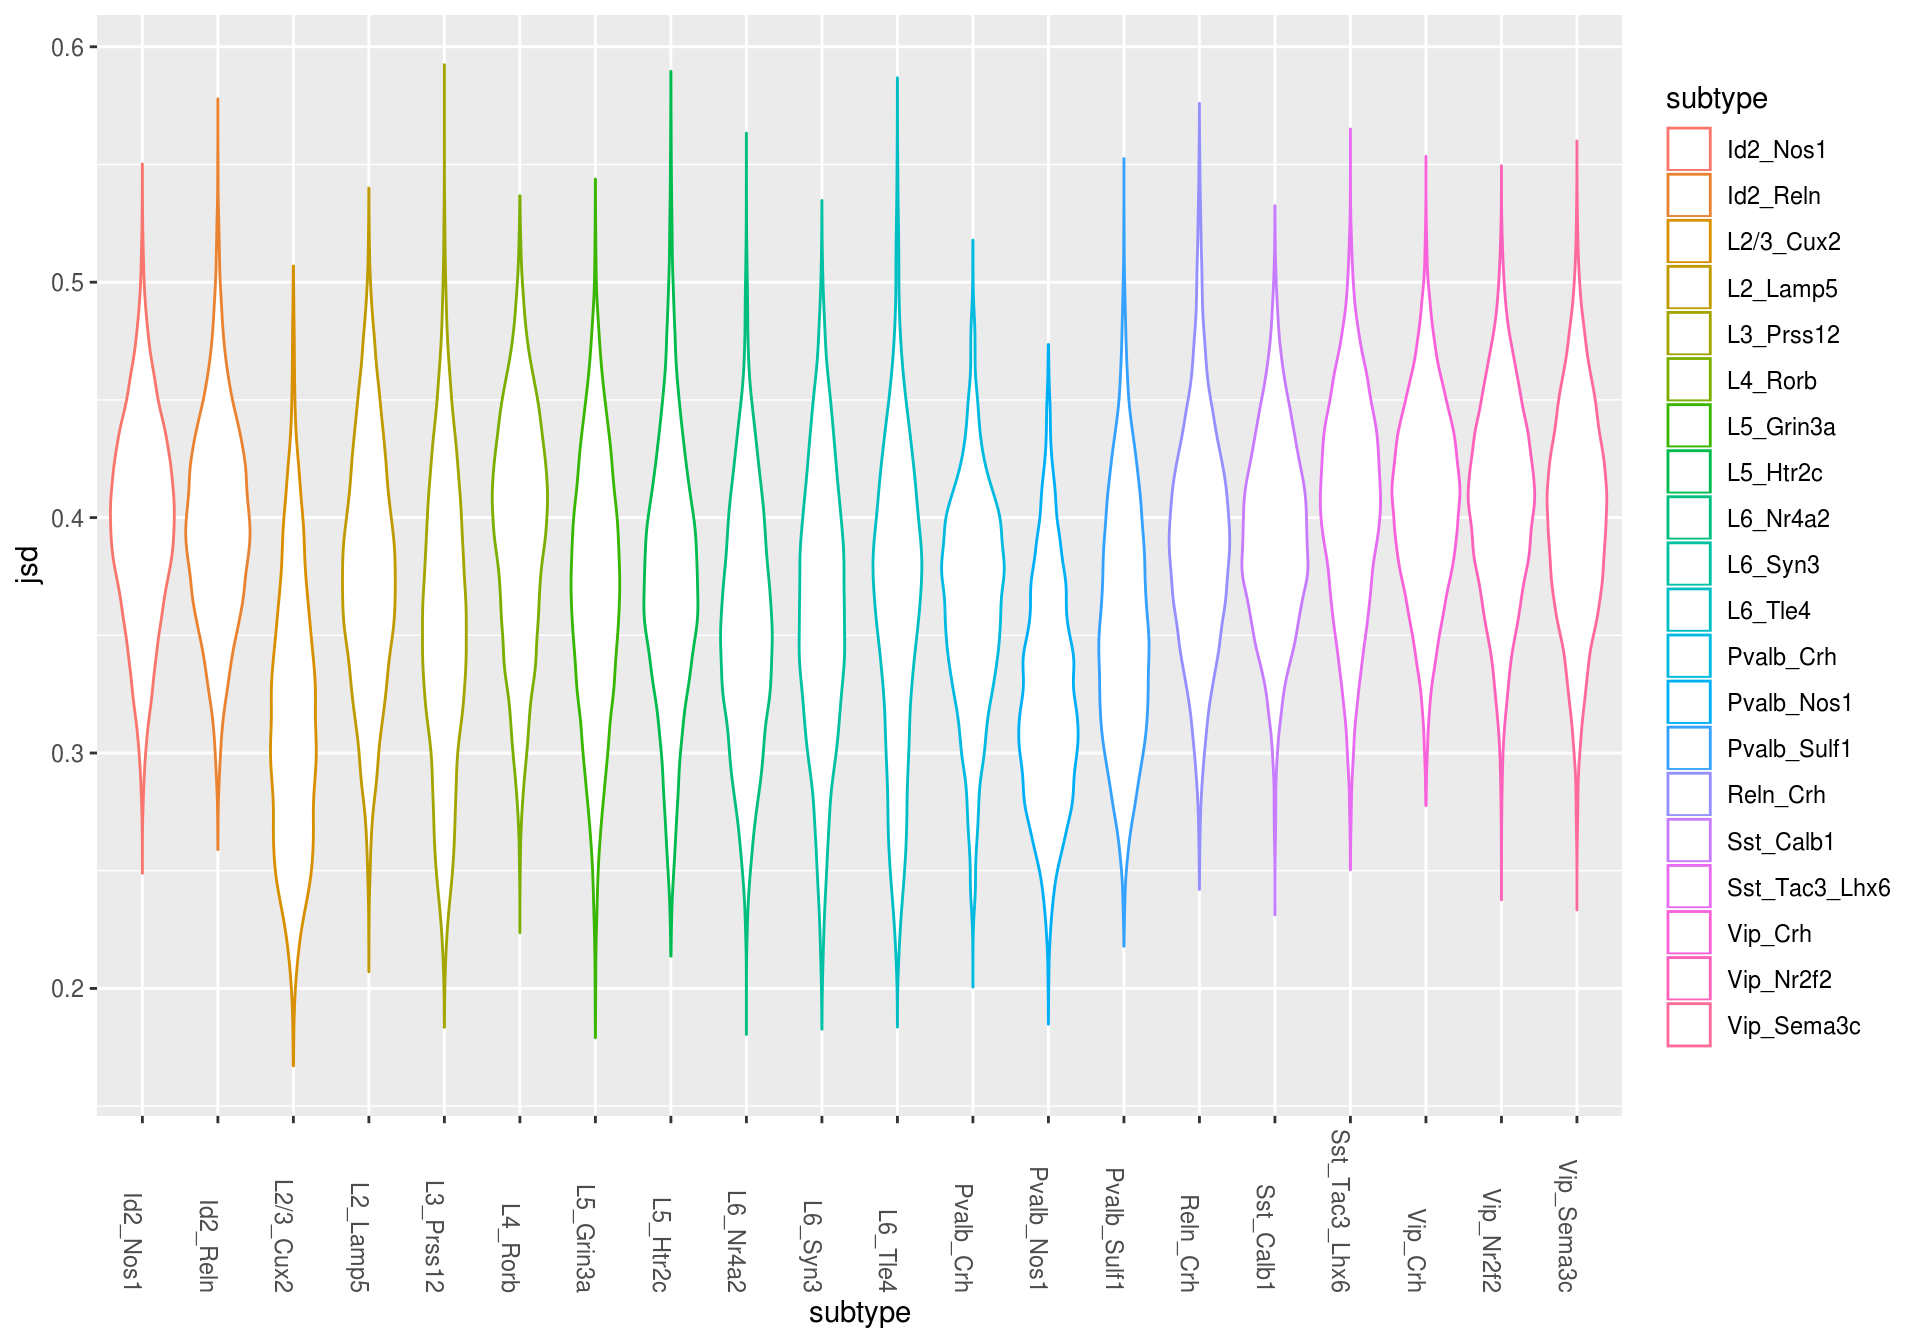 0.6
0.5
0.4
0.3
0.2
jsd
Id2_Nos1
Id2_Reln
L2/3_Cux2
L2_Lamp5
L3_Prss12
L4_Rorb
L5_Grin3a
L5_Htr2c
L6_Nr4a2
L6_Syn3
L6_Tle4
Pvalb_Crh
Pvalb_Nos1
Pvalb_Sulf1
Reln_Crh
Sst_Calb1
Sst_Tac3_Lhx6
Vip_Crh
Vip_Nr2f2
Vip_Sema3c
subtype
subtype
Id2_Nos1
Id2_Reln
L2/3_Cux2
L2_Lamp5
L3_Prss12
L4_Rorb
L5_Grin3a
L5_Htr2c
L6_Nr4a2
L6_Syn3
L6_Tle4
Pvalb_Crh
Pvalb_Nos1
Pvalb_Sulf1
Reln_Crh
Sst_Calb1
Sst_Tac3_Lhx6
Vip_Crh
Vip_Nr2f2
Vip_Sema3c